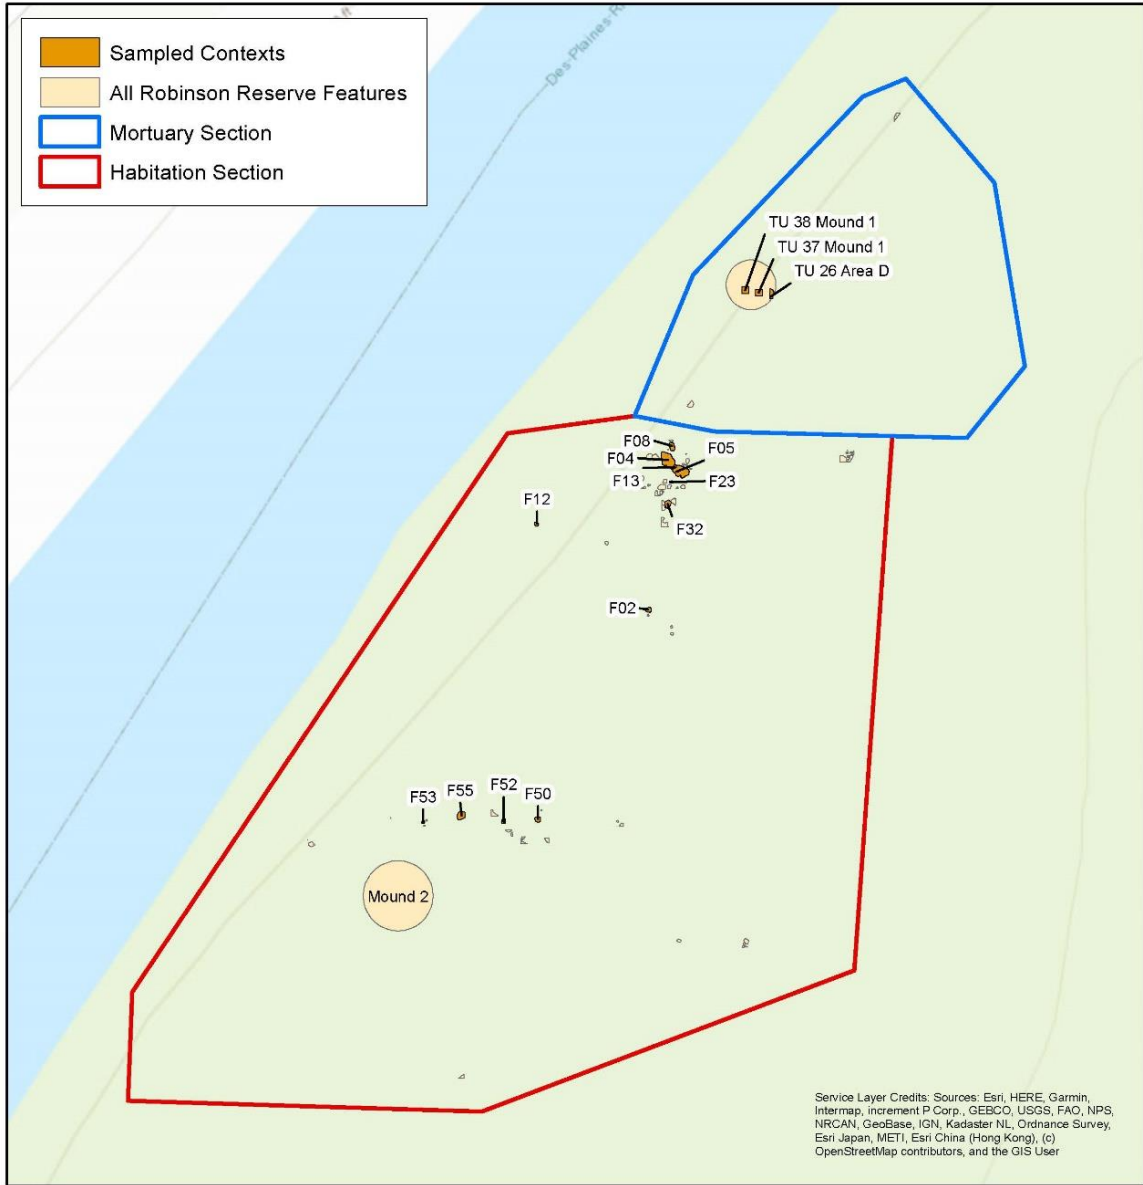 Des-Plaines-R
Aff
Sampled Contexts
All Robinson Reserve Features
Mortuary Section
Habitation Section
TU 38 Mound 1
TU 37 Mound 1
TU 26 Area D
F08
F05
F04
F13
F23
F12
F32
F02
F53
F55
F52
F50
Mound 2
Service Layer Credits: Sources: Esri, HERE, Garmin,
Intermap, increment P Corp., GEBCO, USGS, FAO, NPS,
NRCAN, GeoBase, IGN, Kadaster NL, Ordnance Survey,
Esri Japan, METI, Esri China (Hong Kong), (c)
OpenStreetMap contributors, and the GIS User